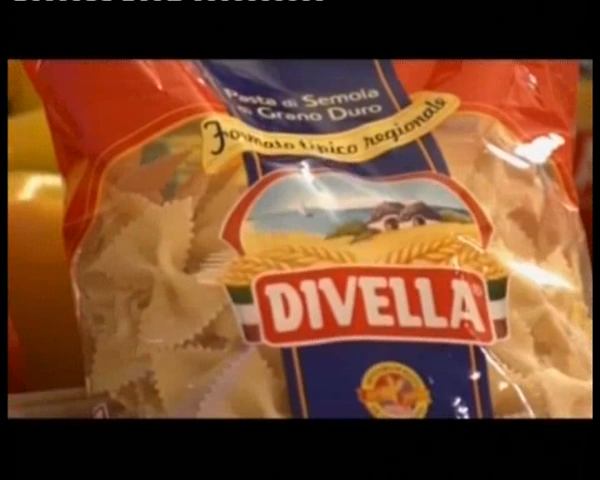 Pasta di Semola
di Grano Duro
Formato tipico regionale
DIVELLA